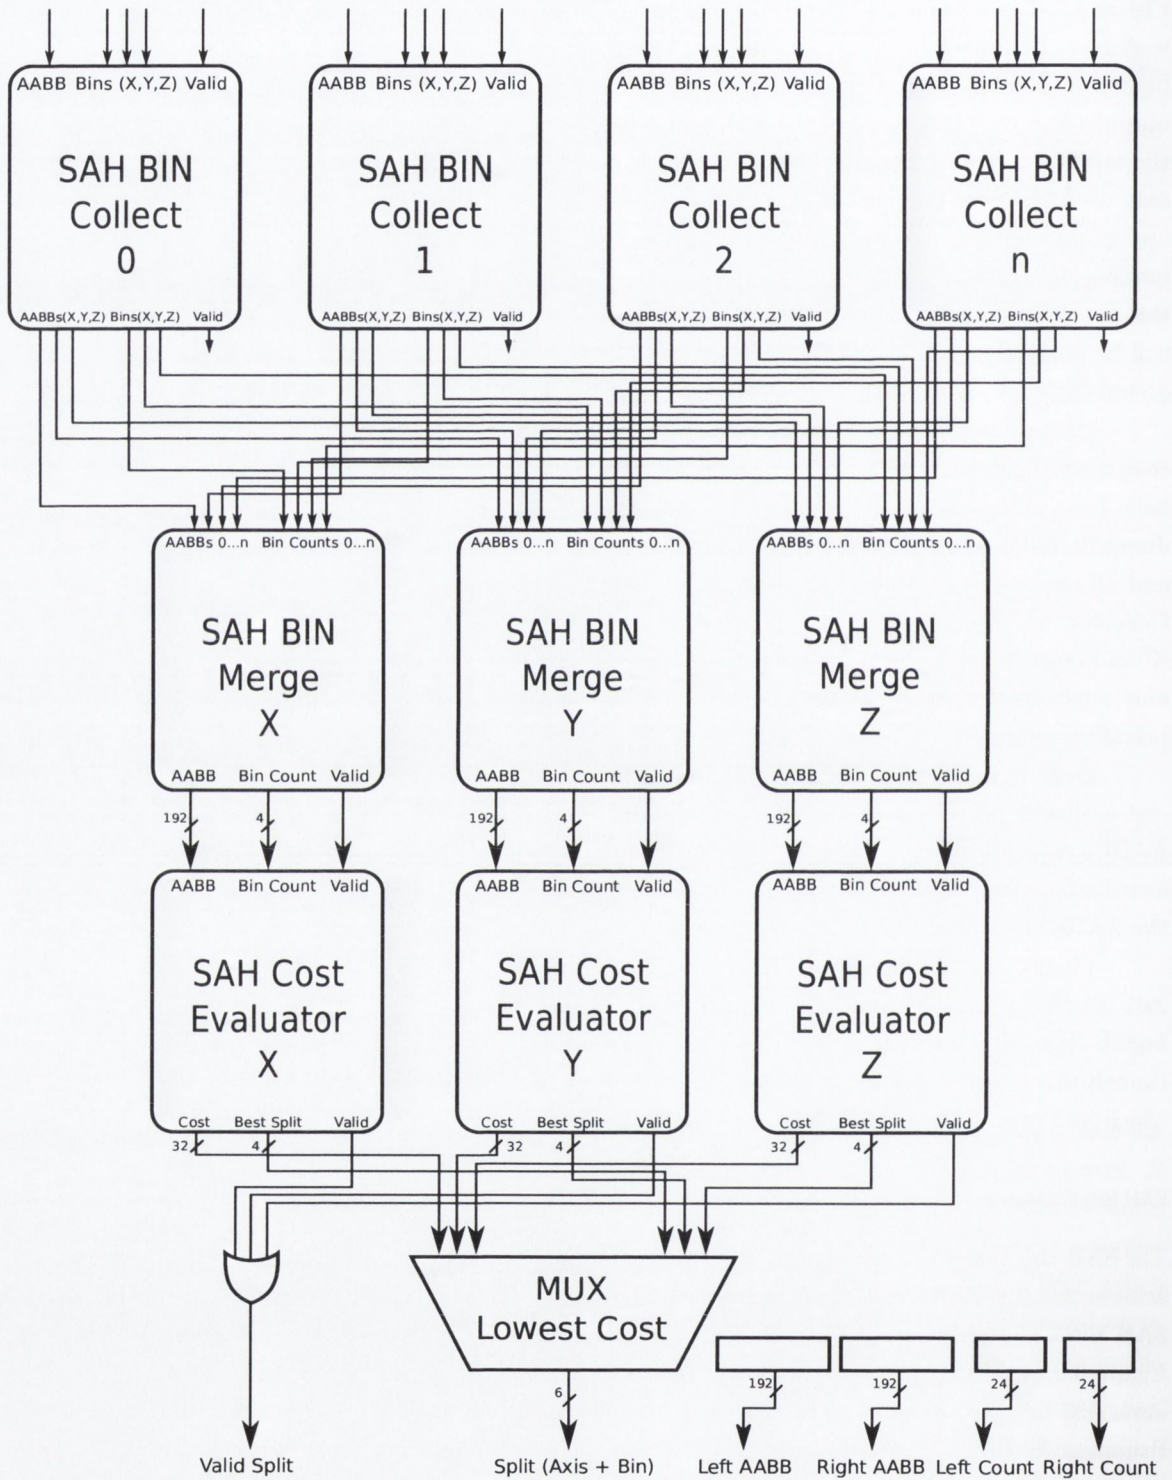 AABB Bins (X,Y,Z) Valid
SAH BIN
Collect
0
AABBs(X,Y,Z) Bins(X,Y,Z) Valid
AABB Bins (X,Y,Z) Valid
SAH BIN
Collect
1
AABBs(X,Y,Z) Bins(X,Y,Z) Valid
AABB Bins (X,Y,Z) Valid
SAH BIN
Collect
2
AABBs(X,Y,Z) Bins(X,Y,Z) Valid
AABB Bins (X,Y,Z) Valid
SAH BIN
Collect
n
AABBs(X,Y,Z) Bins(X,Y,Z) Valid
AABBs 0...n Bin Counts 0...n
SAH BIN
Merge
X
AABB Bin Count Valid
192 4
AABBs 0...n Bin Counts 0...n
SAH BIN
Merge
Y
AABB Bin Count Valid
192 4
AABBs 0...n Bin Counts 0...n
SAH BIN
Merge
Z
AABB Bin Count Valid
192 4
AABB Bin Count Valid
SAH Cost
Evaluator
X
Cost Best Split Valid
32 4
AABB Bin Count Valid
SAH Cost
Evaluator
Y
Cost Best Split Valid
32 4
AABB Bin Count Valid
SAH Cost
Evaluator
Z
Cost Best Split Valid
32 4
MUX
Lowest Cost
6 192 192 24 24
Valid Split Split (Axis + Bin) Left AABB Right AABB Left Count Right Count